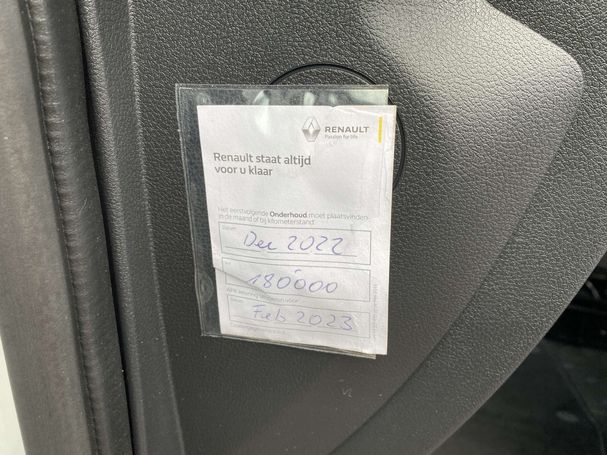 RENAULT
Passion for life
Renault staat altijd
voor u klaar
Het eerstvolgende Onderhoud moet plaatsvinden
in de maand of bij kilometerstand:
Dec 2022
180000
Feb 2023